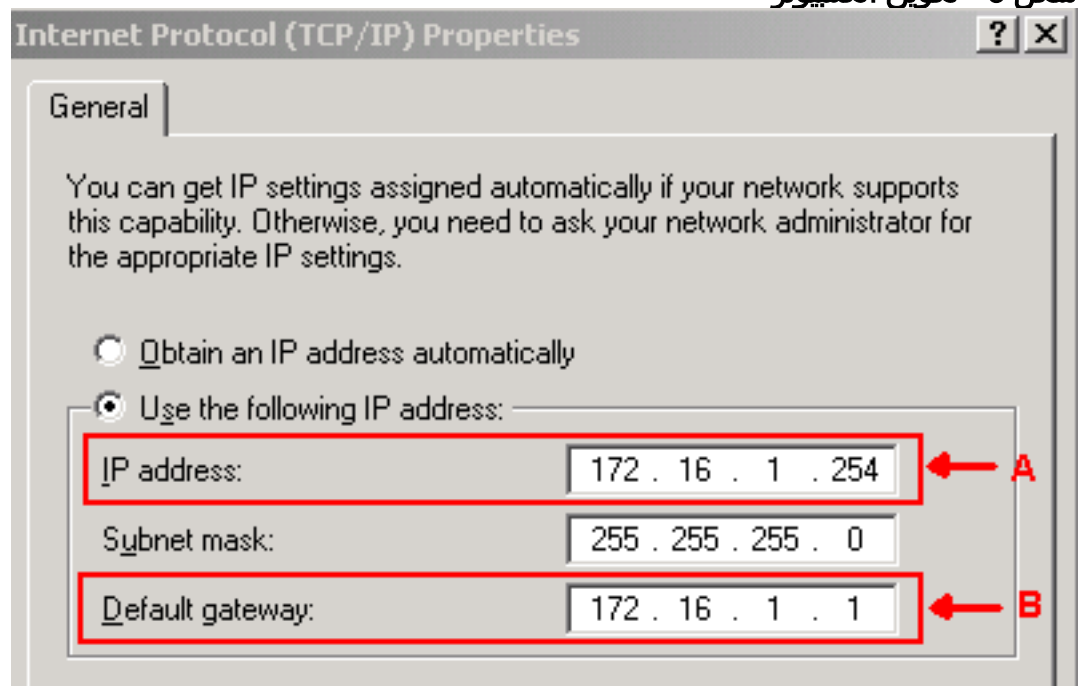 Internet Protocol (TCP/IP) Properties
General
You can get IP settings assigned automatically if your network supports
this capability. Otherwise, you need to ask your network administrator for
the appropriate IP settings.
Obtain an IP address automatically
Use the following IP address:
IP address: 172 . 16 . 1 . 254 A
Subnet mask: 255 . 255 . 255 . 0
Default gateway: 172 . 16 . 1 . 1 B